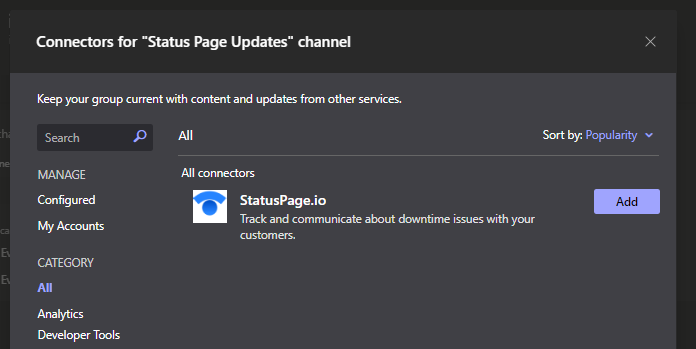 Connectors for "Status Page Updates" channel
Keep your group current with content and updates from other services.
Search
All
Sort by: Popularity
MANAGE
All connectors
Configured
StatusPage.io
Add
Track and communicate about downtime issues with your
customers.
My Accounts
CATEGORY
All
Analytics
Developer Tools